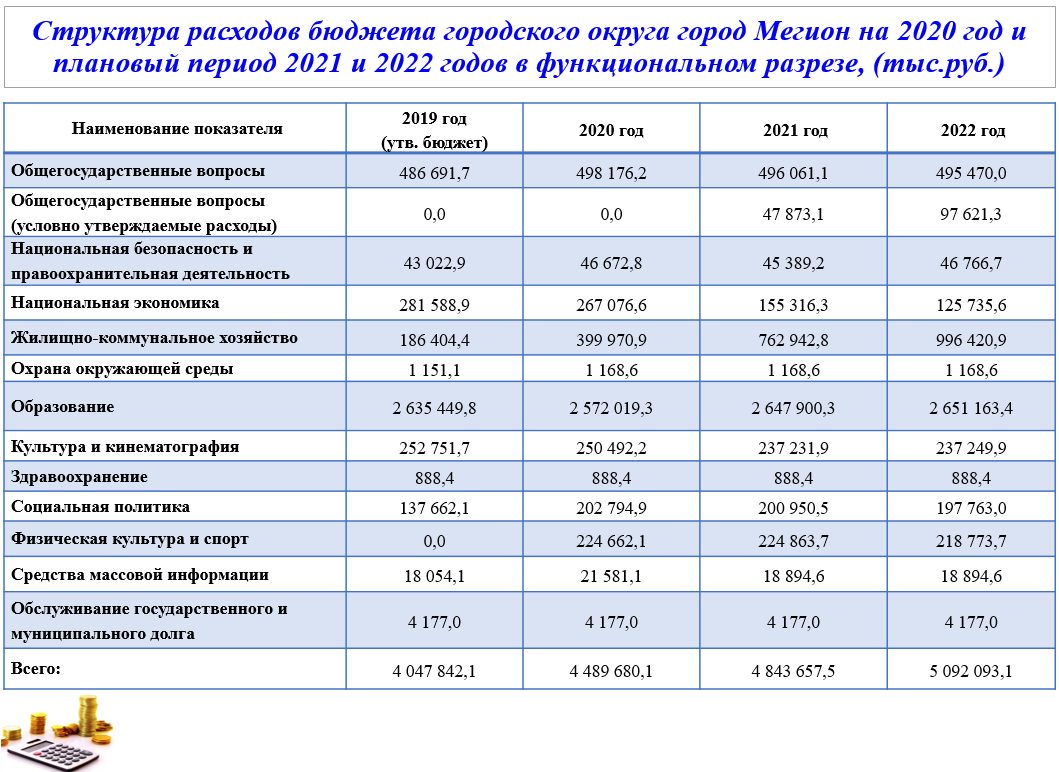 Структура расходов бюджета городского округа город Мегион на 2020 год и
плановый период 2021 и 2022 годов в функциональном разрезе, (тыс.руб.)
Наименование показателя 2019 год (утв. бюджет) 2020 год 2021 год 2022 год
Общегосударственные вопросы 486 691,7 498 176,2 496 061,1 495 470,0
Общегосударственные вопросы
(условно утверждаемые расходы) 0,0 0,0 47 873,1 97 621,3
Национальная безопасность и
правоохранительная деятельность 43 022,9 46 672,8 45 389,2 46 766,7
Национальная экономика 281 588,9 267 076,6 155 316,3 125 735,6
Жилищно-коммунальное хозяйство 186 404,4 399 970,9 762 942,8 996 420,9
Охрана окружающей среды 1 151,1 1 168,6 1 168,6 1 168,6
Образование 2 635 449,8 2 572 019,3 2 647 900,3 2 651 163,4
Культура и кинематография 252 751,7 250 492,2 237 231,9 237 249,9
Здравоохранение 888,4 888,4 888,4 888,4
Социальная политика 137 662,1 202 794,9 200 950,5 197 763,0
Физическая культура и спорт 0,0 224 662,1 224 863,7 218 773,7
Средства массовой информации 18 054,1 21 581,1 18 894,6 18 894,6
Обслуживание государственного и
муниципального долга 4 177,0 4 177,0 4 177,0 4 177,0
Всего: 4 047 842,1 4 489 680,1 4 843 657,5 5 092 093,1